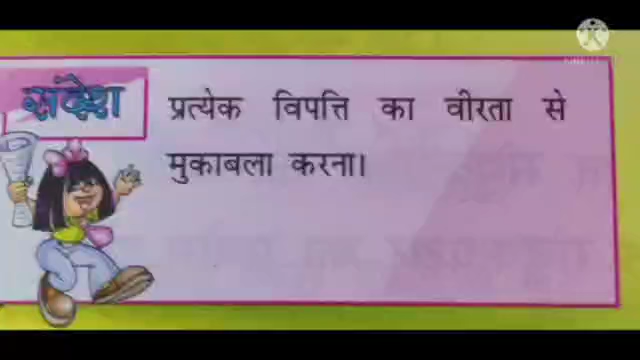 संदेश
प्रत्येक विपत्ति का वीरता से
मुकाबला करना।